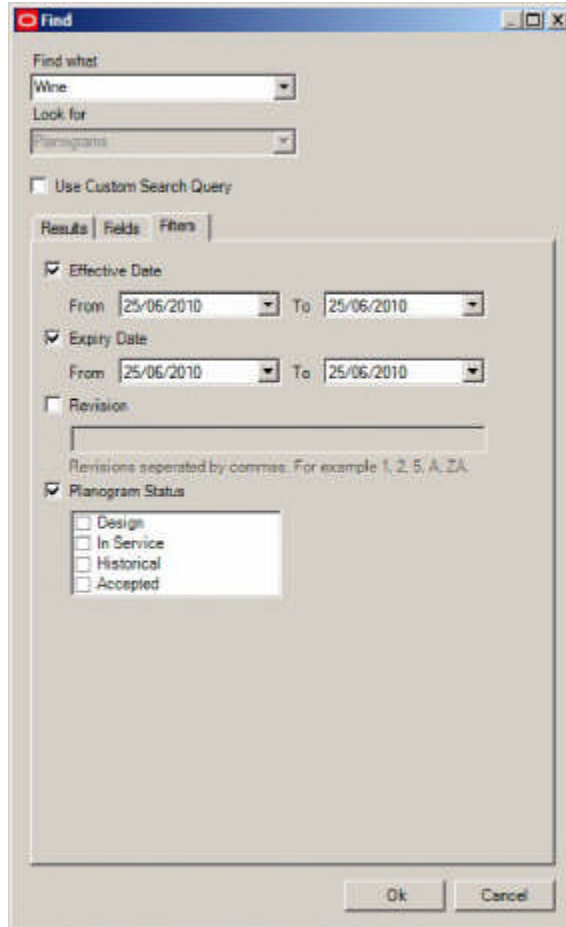 Find
Find what
Wine
Look for
Planograms
Use Custom Search Query
Results Fields Filters
Effective Date
From 25/06/2010 To 25/06/2010
Expiry Date
From 25/06/2010 To 25/06/2010
Revision
Revisions seperated by commas. For example 1, 2, 5, A, ZA.
Planogram Status
Design
In Service
Historical
Accepted
Ok Cancel